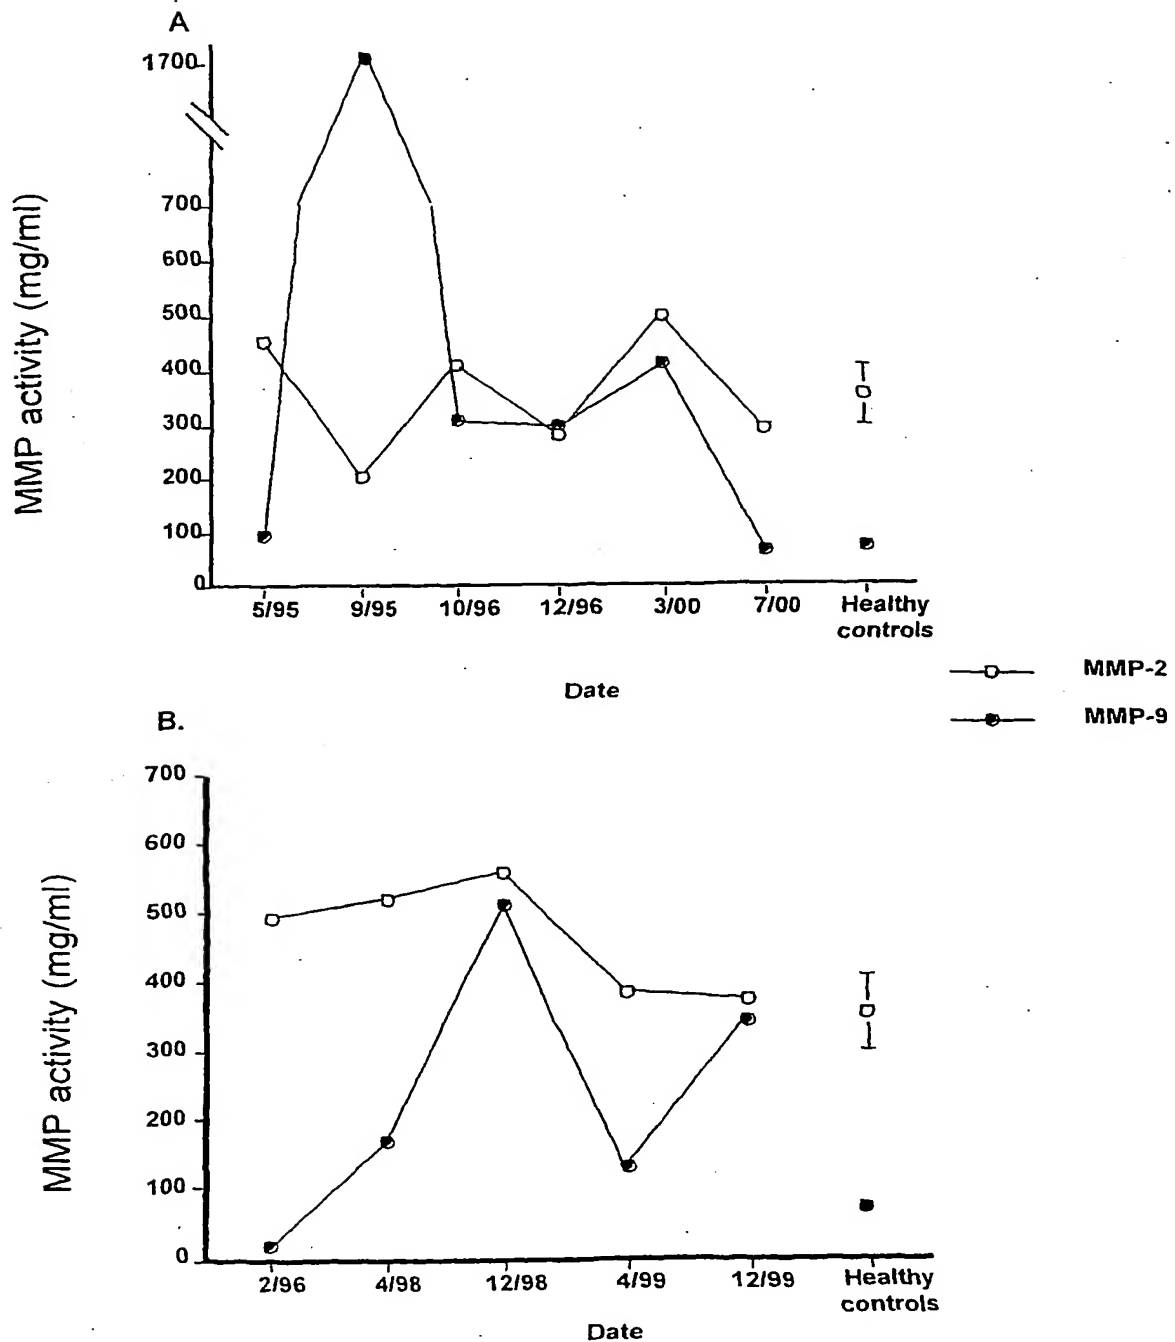 A
1700
700
600
500
400
300
200
100
0
MMP activity (mg/ml)
5/95 9/95 10/96 12/96 3/00 7/00 Healthy
controls
Date
MMP-2
MMP-9
B.
700
600
500
400
300
200
100
0
MMP activity (mg/ml)
2/96 4/98 12/98 4/99 12/99 Healthy
controls
Date